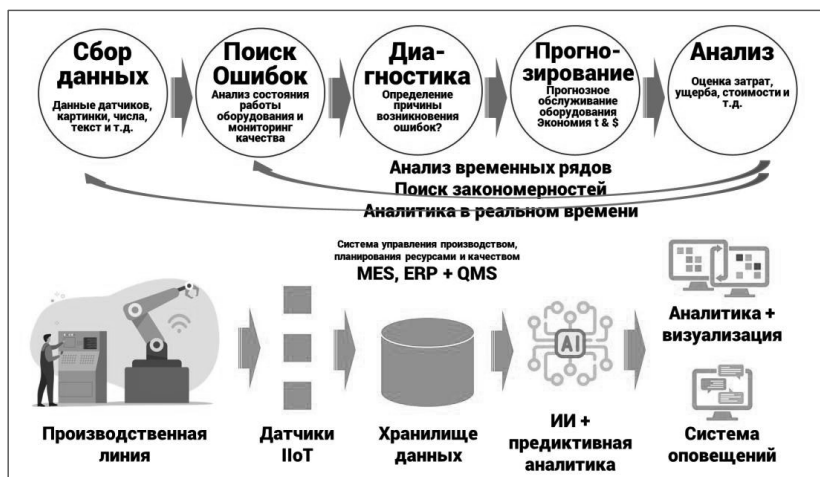 Сбор
данных
Данные датчиков,
картинки, числа,
текст и т.д.
Поиск
Ошибок
Анализ состояния
работы
оборудования и
мониторинг
качества
Диа-
гностика
Определение
причины
возникновения
ошибок?
Прогно-
зирование
Прогнозное
обслуживание
оборудования
Экономия t & $
Анализ
Оценка затрат,
ущерба, стоимости и
т.д.
Анализ временных рядов
Поиск закономерностей
Аналитика в реальном времени
Система управления производством,
планирования ресурсами и качеством
MES, ERP + QMS
AI
Аналитика +
визуализация
Производственная
линия
Датчики
IIoT
Хранилище
данных
ИИ +
предиктивная
аналитика
Система
оповещений